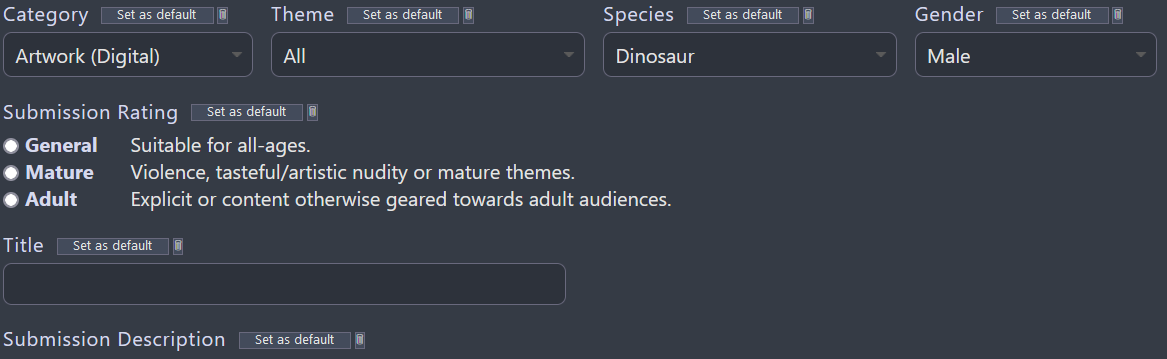 Category Set as default Theme Set as default Species Set as default Gender Set as default
Artwork (Digital) All Dinosaur Male
Submission Rating Set as default
General Suitable for all-ages.
Mature Violence, tasteful/artistic nudity or mature themes.
Adult Explicit or content otherwise geared towards adult audiences.
Title Set as default
Submission Description Set as default